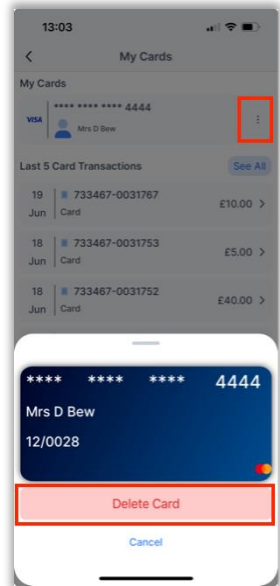 13:03
My Cards
My Cards
VISA
**** **** **** 4444
Mrs D Bew
Last 5 Card Transactions See All
19 Jun 733467-0031767 Card £10.00
18 Jun 733467-0031753 Card £5.00
18 Jun 733467-0031752 Card £40.00
**** **** **** 4444
Mrs D Bew
12/0028
Delete Card
Cancel